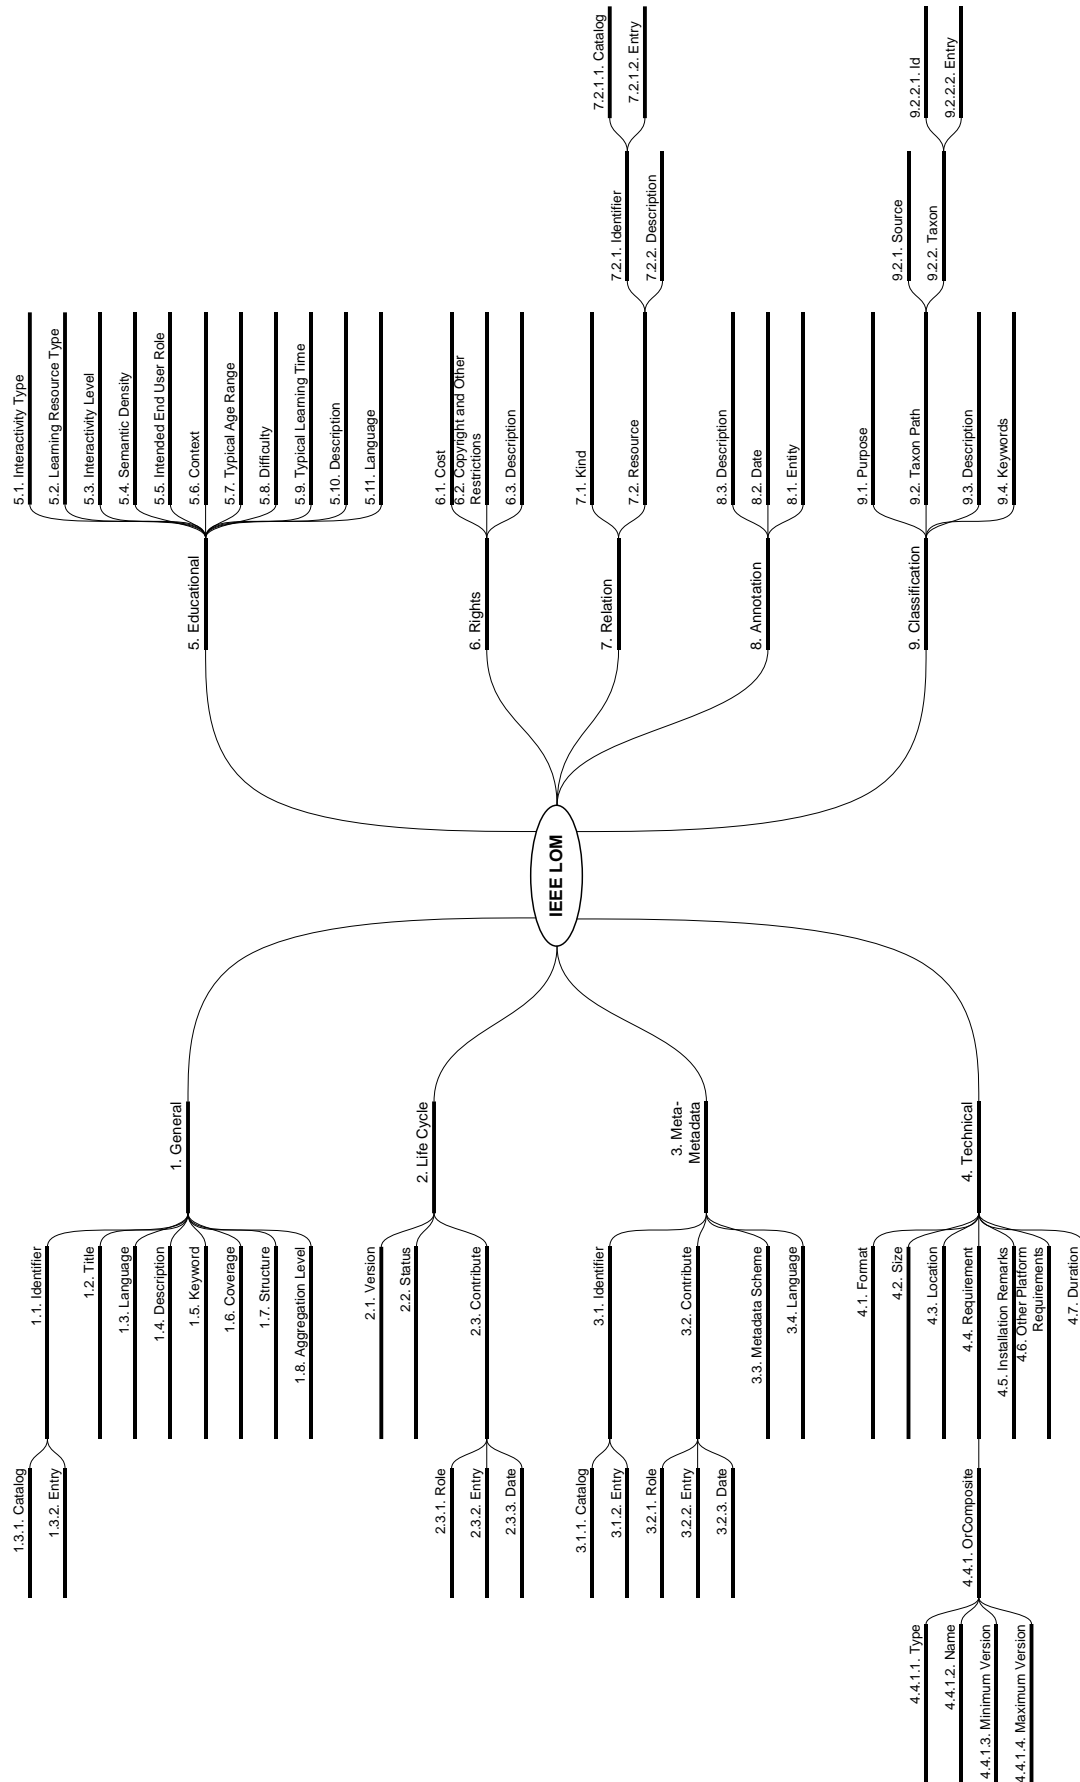 IEEE LOM
1. General
1.1. Identifier
1.3.1. Catalog
1.3.2. Entry
1.2. Title
1.3. Language
1.4. Description
1.5. Keyword
1.6. Coverage
1.7. Structure
1.8. Aggregation Level
2. Life Cycle
2.1. Version
2.2. Status
2.3. Contribute
2.3.1. Role
2.3.2. Entry
2.3.3. Date
3. Meta-
Metadata
3.1. Identifier
3.1.1. Catalog
3.1.2. Entry
3.2. Contribute
3.2.1. Role
3.2.2. Entry
3.2.3. Date
3.3. Metadata Scheme
3.4. Language
4. Technical
4.1. Format
4.2. Size
4.3. Location
4.4. Requirement
4.4.1. OrComposite
4.4.1.1. Type
4.4.1.2. Name
4.4.1.3. Minimum Version
4.4.1.4. Maximum Version
4.5. Installation Remarks
4.6. Other Platform
Requirements
4.7. Duration
5. Educational
5.1. Interactivity Type
5.2. Learning Resource Type
5.3. Interactivity Level
5.4. Semantic Density
5.5. Intended End User Role
5.6. Context
5.7. Typical Age Range
5.8. Difficulty
5.9. Typical Learning Time
5.10. Description
5.11. Language
6. Rights
6.1. Cost
6.2. Copyright and Other
Restrictions
6.3. Description
7. Relation
7.1. Kind
7.2. Resource
7.2.1. Identifier
7.2.1.1. Catalog
7.2.1.2. Entry
7.2.2. Description
8. Annotation
8.3. Description
8.2. Date
8.1. Entity
9. Classification
9.1. Purpose
9.2. Taxon Path
9.2.1. Source
9.2.2. Taxon
9.2.2.1. Id
9.2.2.2. Entry
9.3. Description
9.4. Keywords